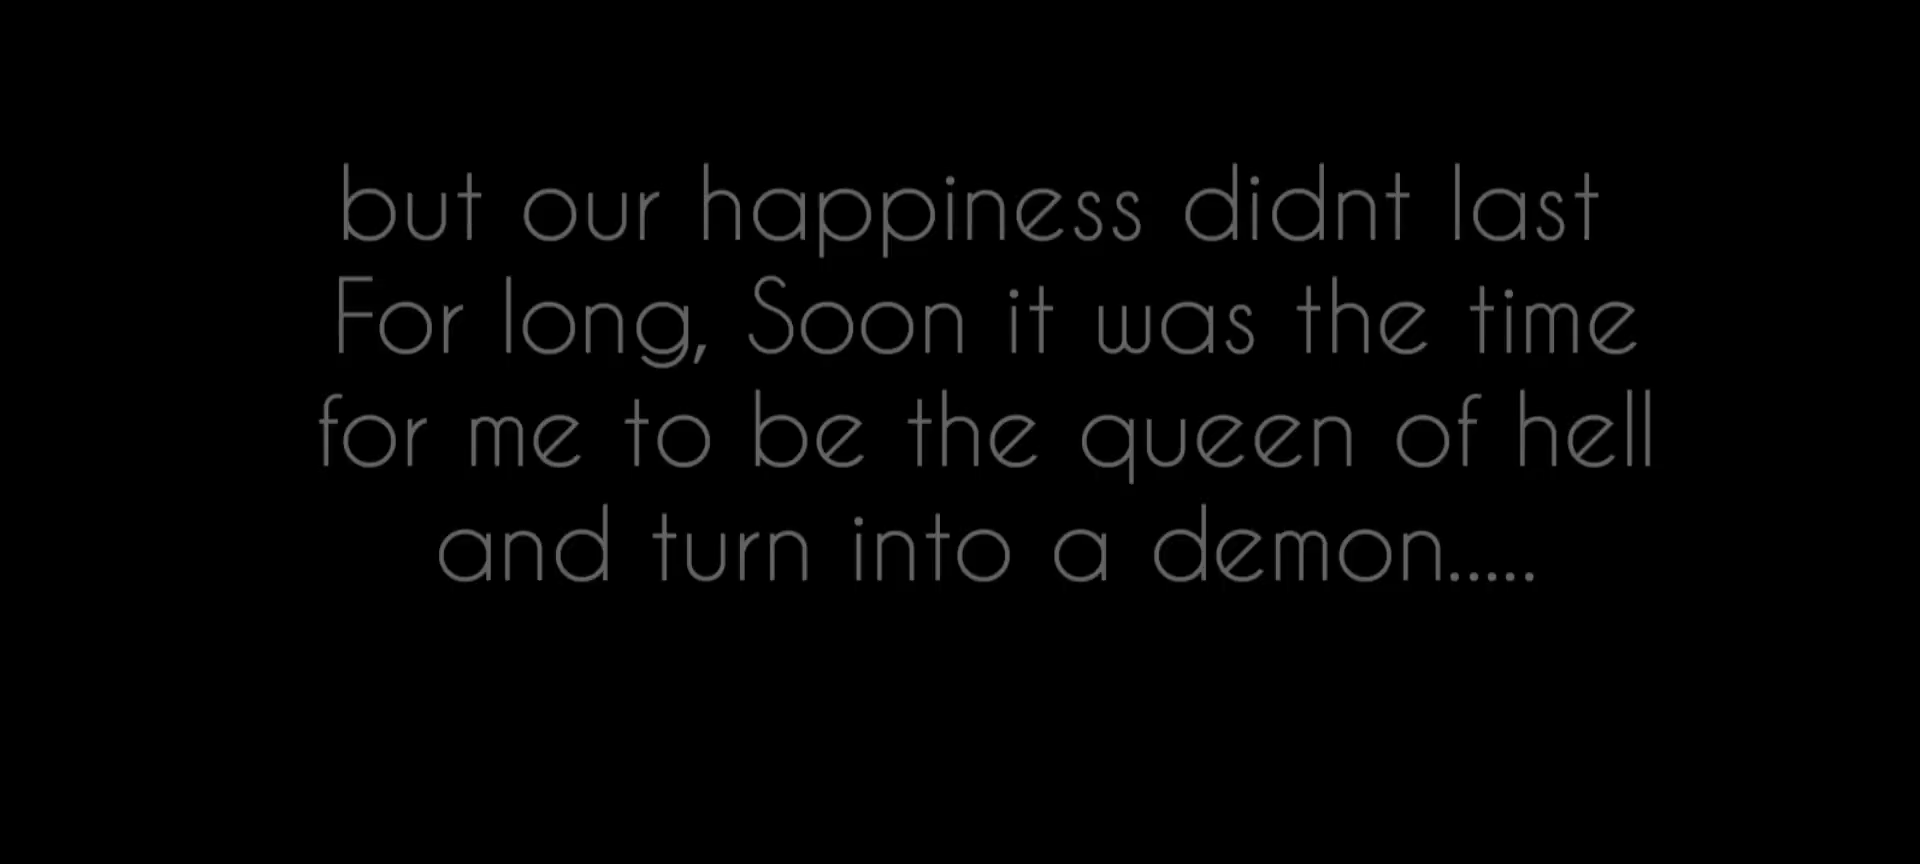 but our happiness didnt last
For long, Soon it was the time
for me to be the queen of hell
and turn into a demon.....